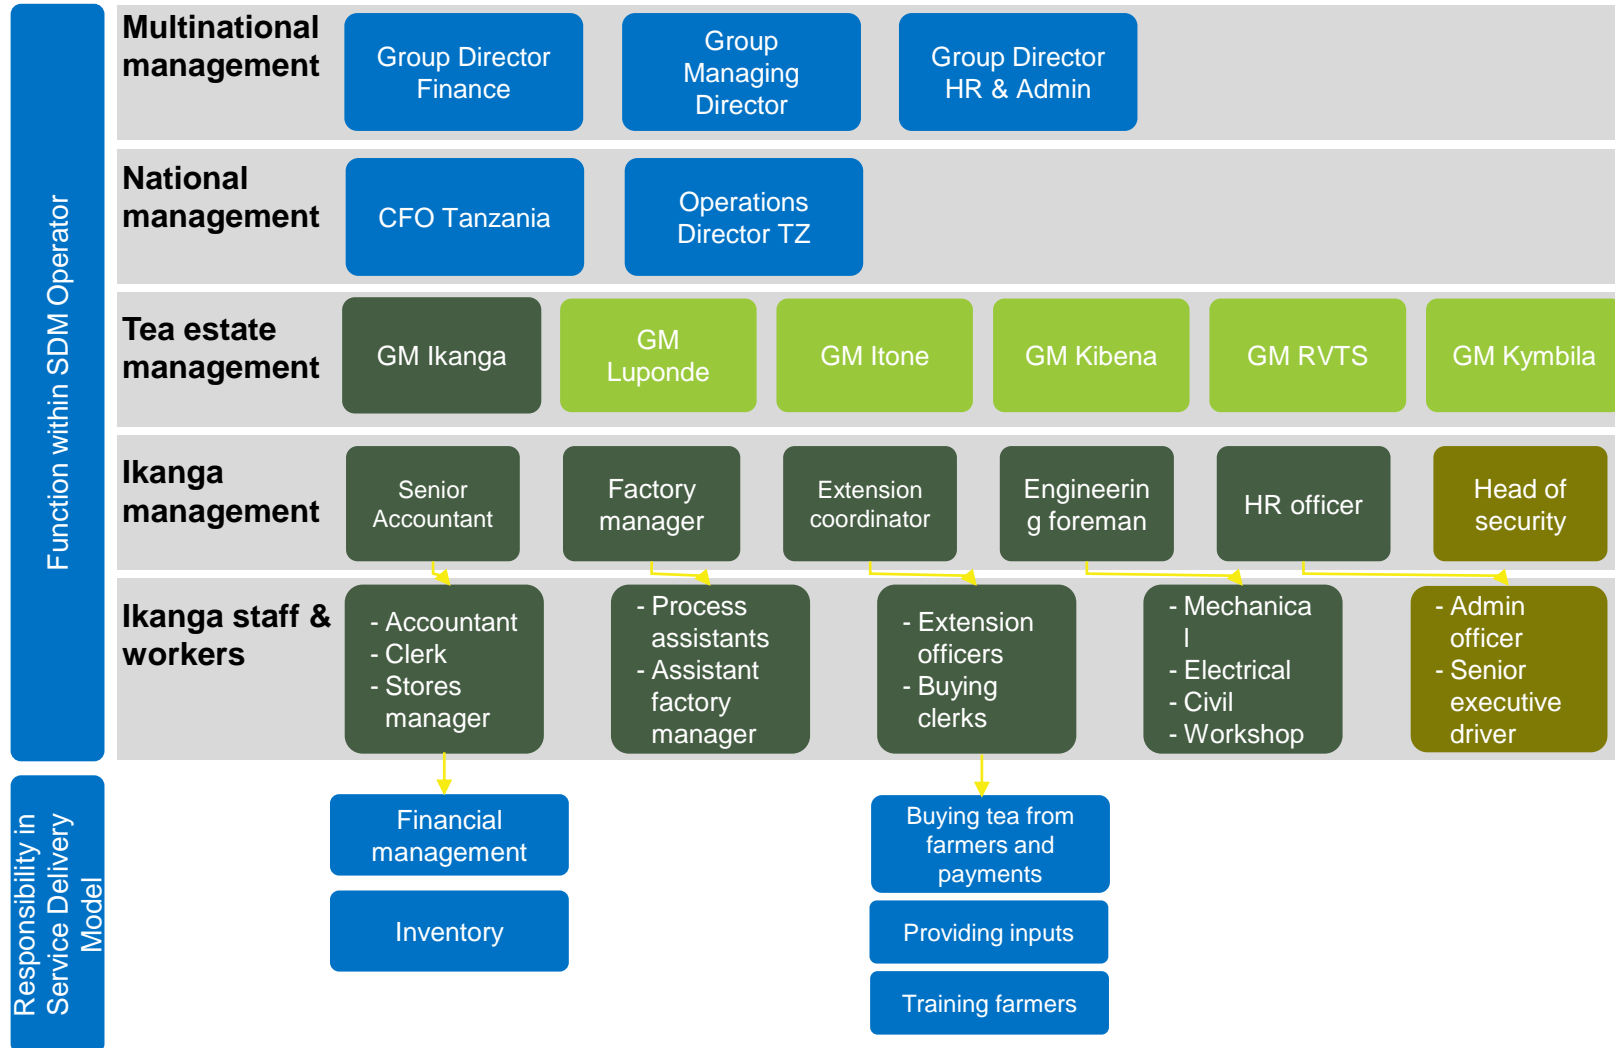 Function within SDM Operator
Multinational
management
Group Director
Finance
Group
Managing
Director
Group Director
HR & Admin
National
management
CFO Tanzania
Operations
Director TZ
Tea estate
management
GM Ikanga
GM
Luponde
GM Itone
GM Kibena
GM RVTS
GM Kymbila
Ikanga
management
Senior
Accountant
Factory
manager
Extension
coordinator
Engineerin
g foreman
HR officer
Head of
security
Ikanga staff &
workers
- Accountant
- Clerk
- Stores
manager
- Process
assistants
- Assistant
factory
manager
- Extension
officers
- Buying
clerks
- Mechanica
l
- Electrical
- Civil
- Workshop
- Admin
officer
- Senior
executive
driver
Responsibility in
Service Delivery
Model
Financial
management
Inventory
Buying tea from
farmers and
payments
Providing inputs
Training farmers